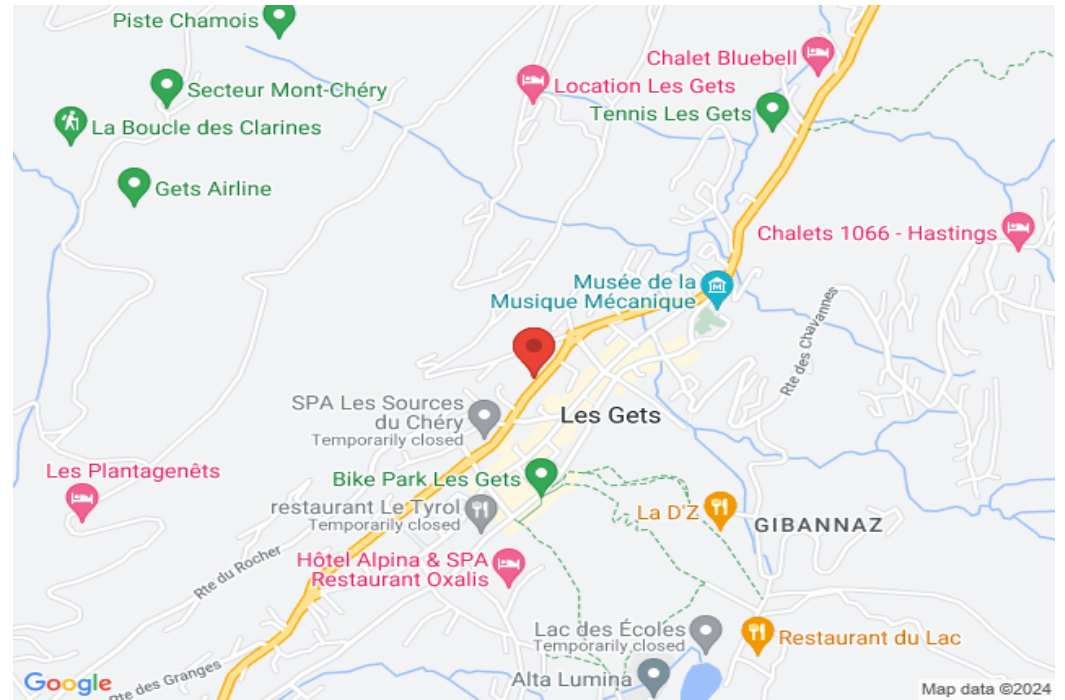 Piste Chamois
Chalet Bluebell
Secteur Mont-Chéry
Location Les Gets
Tennis Les Gets
La Boucle des Clarines
Gets Airline
Chalets 1066 - Hastings
Musée de la
Musique Mécanique
Rte des Chavannes
SPA Les Sources
du Chéry
Temporarily closed
Les Gets
Les Plantagenêts
Bike Park Les Gets
restaurant Le Tyrol
Temporarily closed
La D'Z
GIBANNAZ
Rte du Rocher
Hôtel Alpina & SPA
Restaurant Oxalis
Lac des Écoles
Temporarily closed
Restaurant du Lac
Alta Lumina
Google
Rte des Granges
Map data ©2024